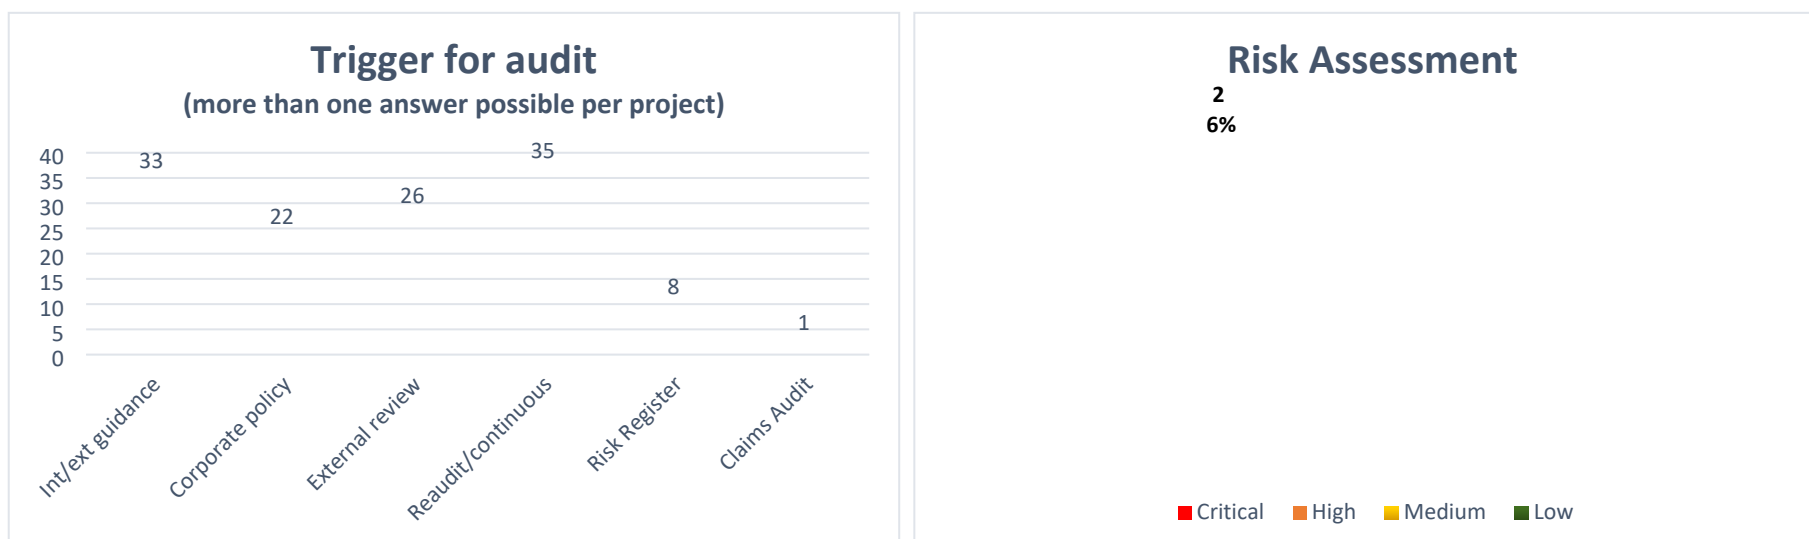 Trigger for audit
(more than one answer possible per project)
40
35
30
25
20
15
10
5
0
33
22
26
35
8
1
Int/ext guidance
Corporate policy
External review
Reaudit/continuous
Risk Register
Claims Audit
Risk Assessment
2
6%
Critical High Medium Low